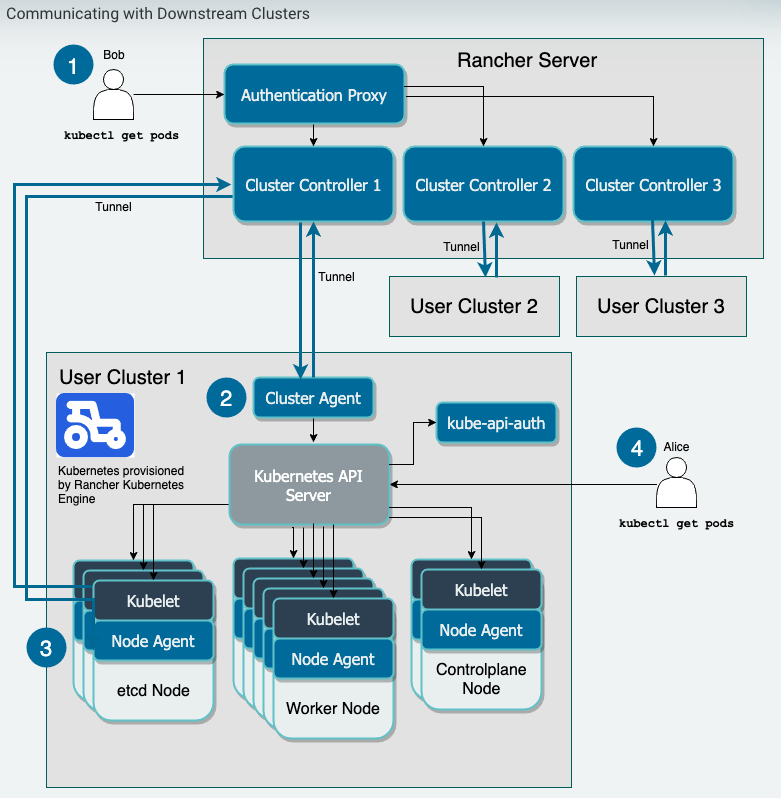 Communicating with Downstream Clusters
1
Bob
kubectl get pods
Rancher Server
Authentication Proxy
Cluster Controller 1
Cluster Controller 2
Cluster Controller 3
Tunnel
Tunnel
Tunnel
Tunnel
User Cluster 2
User Cluster 3
User Cluster 1
2
Cluster Agent
kube-api-auth
Kubernetes provisioned
by Rancher Kubernetes
Engine
Kubernetes API
Server
4
Alice
kubectl get pods
3
Kubelet
Node Agent
etcd Node
Kubelet
Node Agent
Worker Node
Kubelet
Node Agent
Controlplane
Node